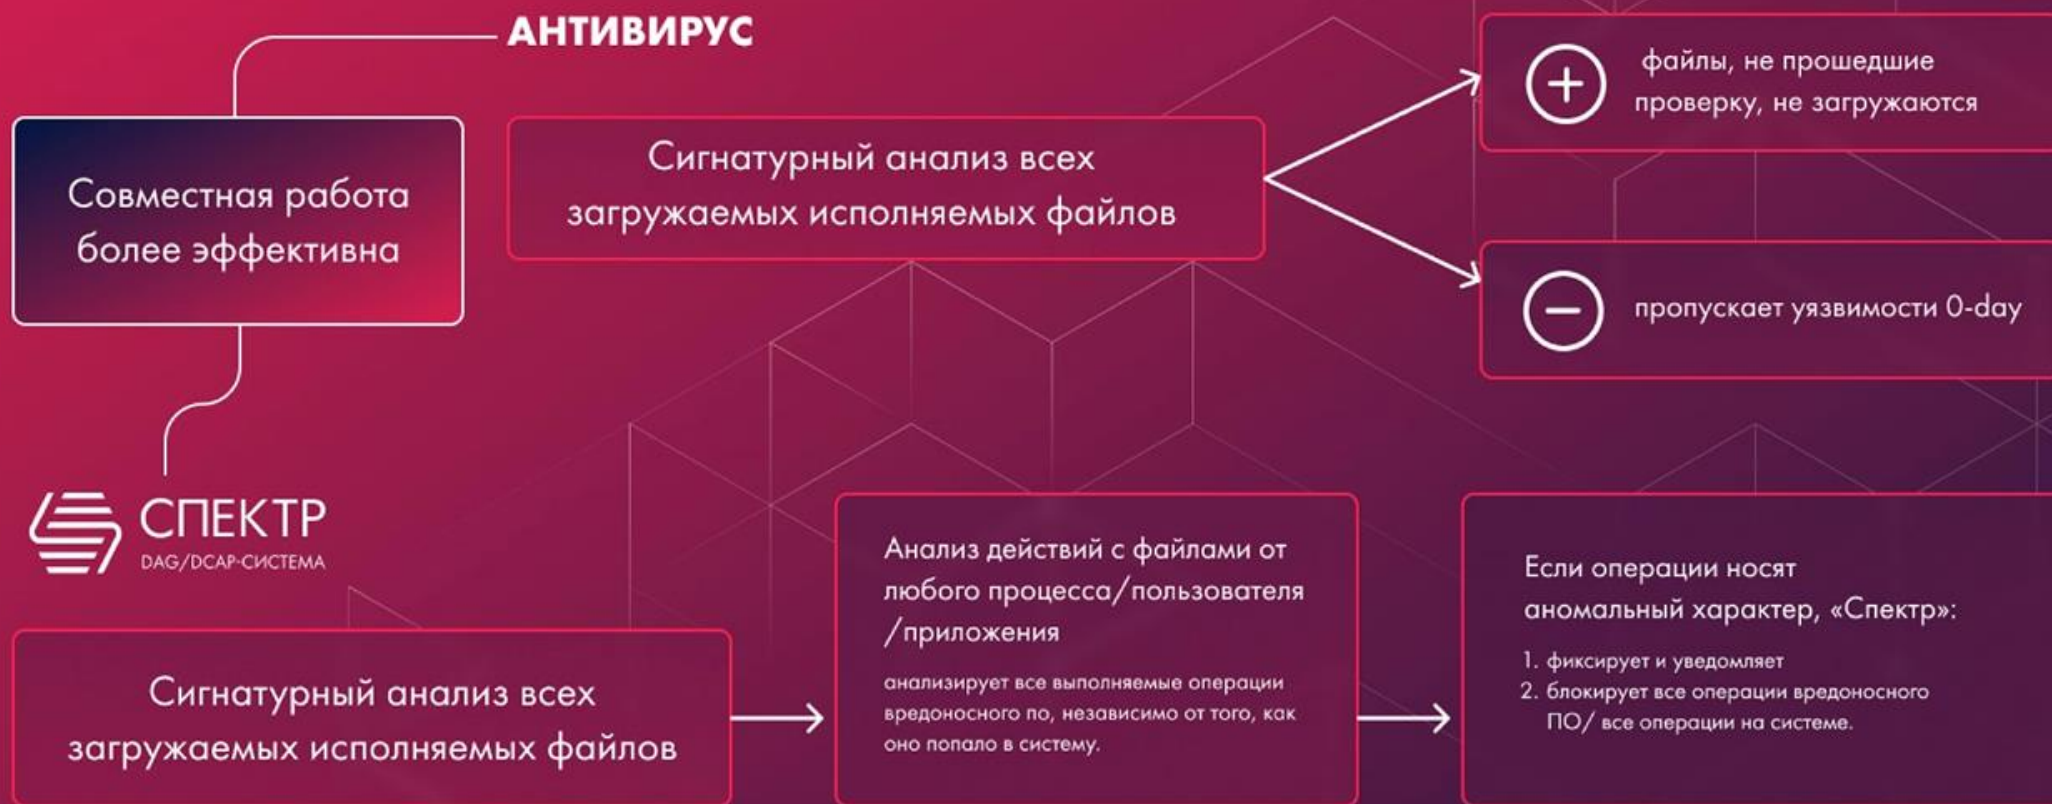 АНТИВИРУС
Совместная работа
более эффективна
Сигнатурный анализ всех
загружаемых исполняемых файлов
файлы, не прошедшие
проверку, не загружаются
пропускает уязвимости 0-day
СПЕКТР
DAG/DCAP-СИСТЕМА
Сигнатурный анализ всех
загружаемых исполняемых файлов
Анализ действий с файлами от
любого процесса/пользователя
/приложения
анализирует все выполняемые операции
вредоносного по, независимо от того, как
оно попало в систему.
Если операции носят
аномальный характер, «Спектр»:
1. фиксирует и уведомляет
2. блокирует все операции вредоносного
ПО/ все операции на системе.